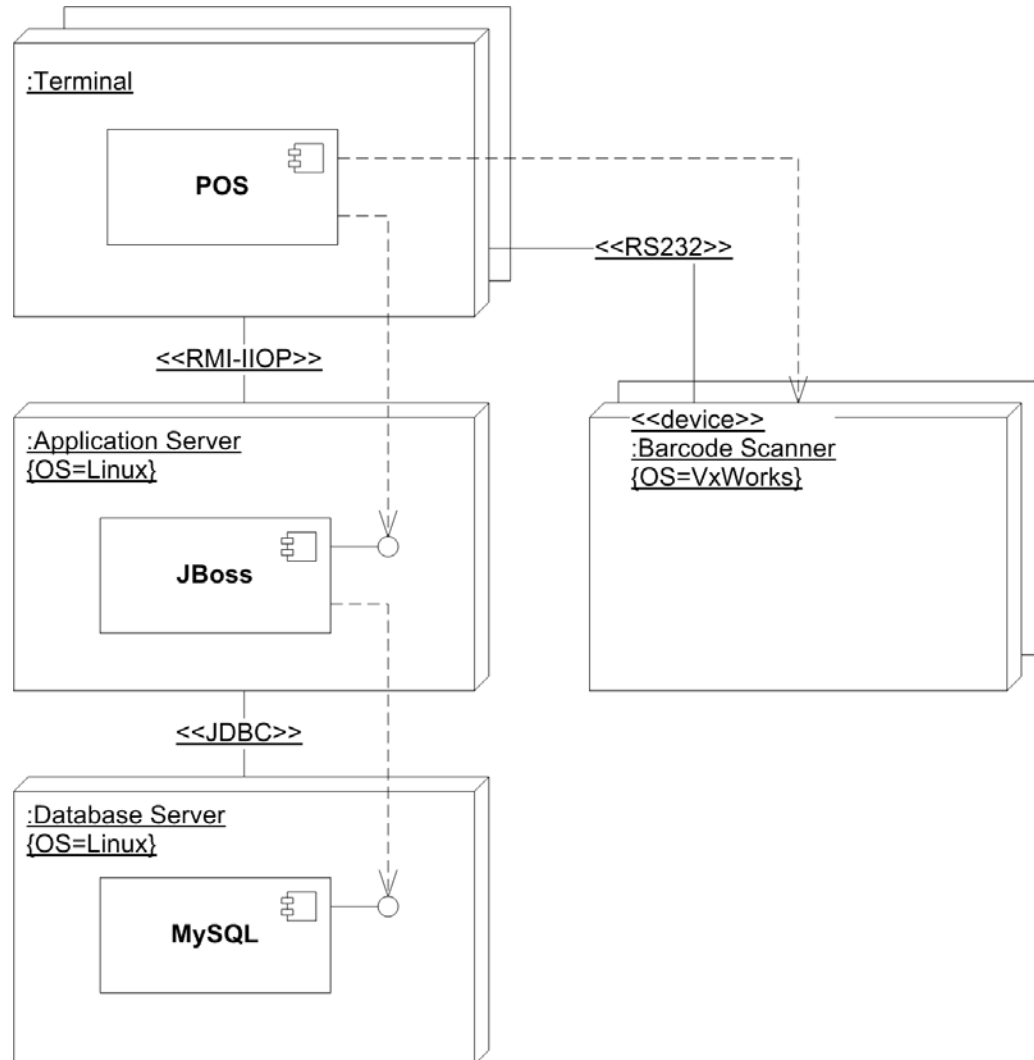 :Terminal
POS
<<RS232>>
<<RMI-IIOP>>
:Application Server
{OS=Linux}
JBoss
<<device>>
:Barcode Scanner
{OS=VxWorks}
<<JDBC>>
:Database Server
{OS=Linux}
MySQL